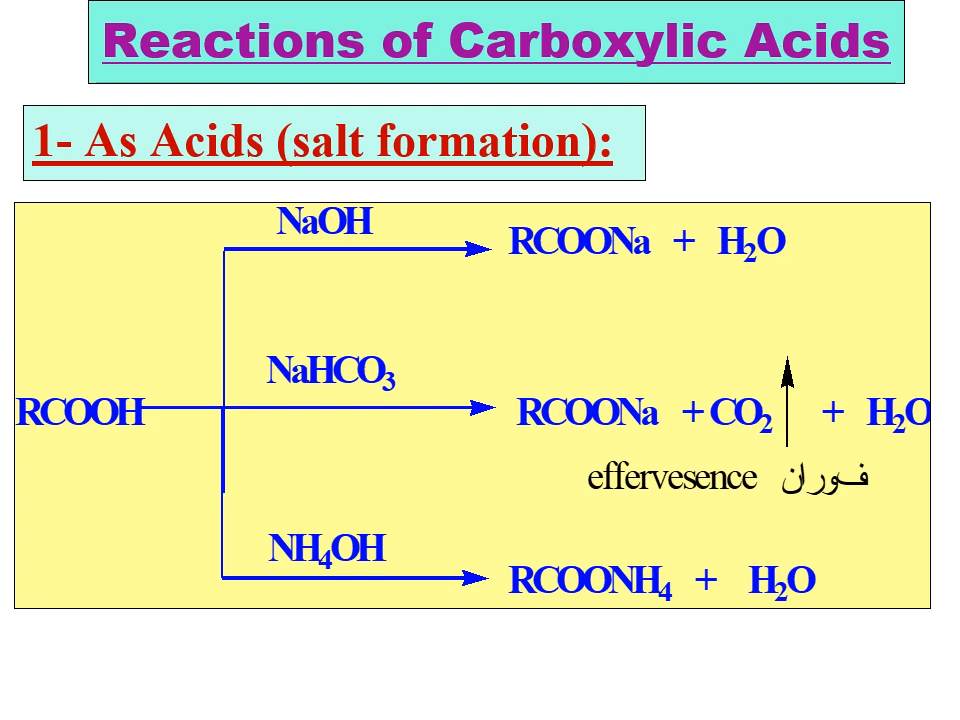 Reactions of Carboxylic Acids
1- As Acids (salt formation):
NaOH
RCOONa + H₂O
NaHCO₃
RCOOH RCOONa + CO₂ + H₂O
effervesence فوران
NH₄OH
RCOONH₄ + H₂O